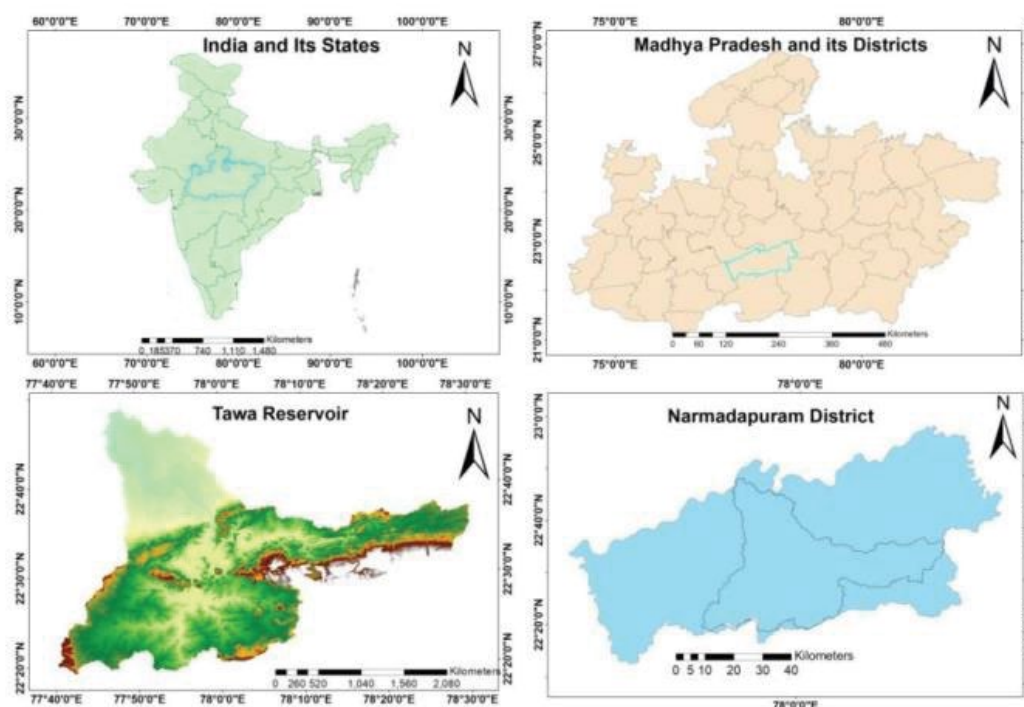 60°0'0"E 70°0'0"E 80°0'0"E 90°0'0"E 100°0'0"E
India and Its States
N
30°0'0"N
20°0'0"N
10°0'0"N
Kilometers
0 185370 740 1,110 1,480
60°0'0"E 70°0'0"E 80°0'0"E 90°0'0"E 100°0'0"E
75°0'0"E 80°0'0"E
Madhya Pradesh and its Districts
N
27°0'0"N
25°0'0"N
23°0'0"N
21°0'0"N
Kilometers
0 60 120 240 360 480
75°0'0"E 80°0'0"E
77°40'0"E 77°50'0"E 78°0'0"E 78°10'0"E 78°20'0"E 78°30'0"E
Tawa Reservoir
N
22°40'0"N
22°30'0"N
22°20'0"N
Kilometers
0 260 520 1,040 1,560 2,080
77°40'0"E 77°50'0"E 78°0'0"E 78°10'0"E 78°20'0"E 78°30'0"E
78°0'0"E
Narmadapuram District
N
23°0'0"N
22°40'0"N
22°20'0"N
Kilometers
0 5 10 20 30 40
78°0'0"E